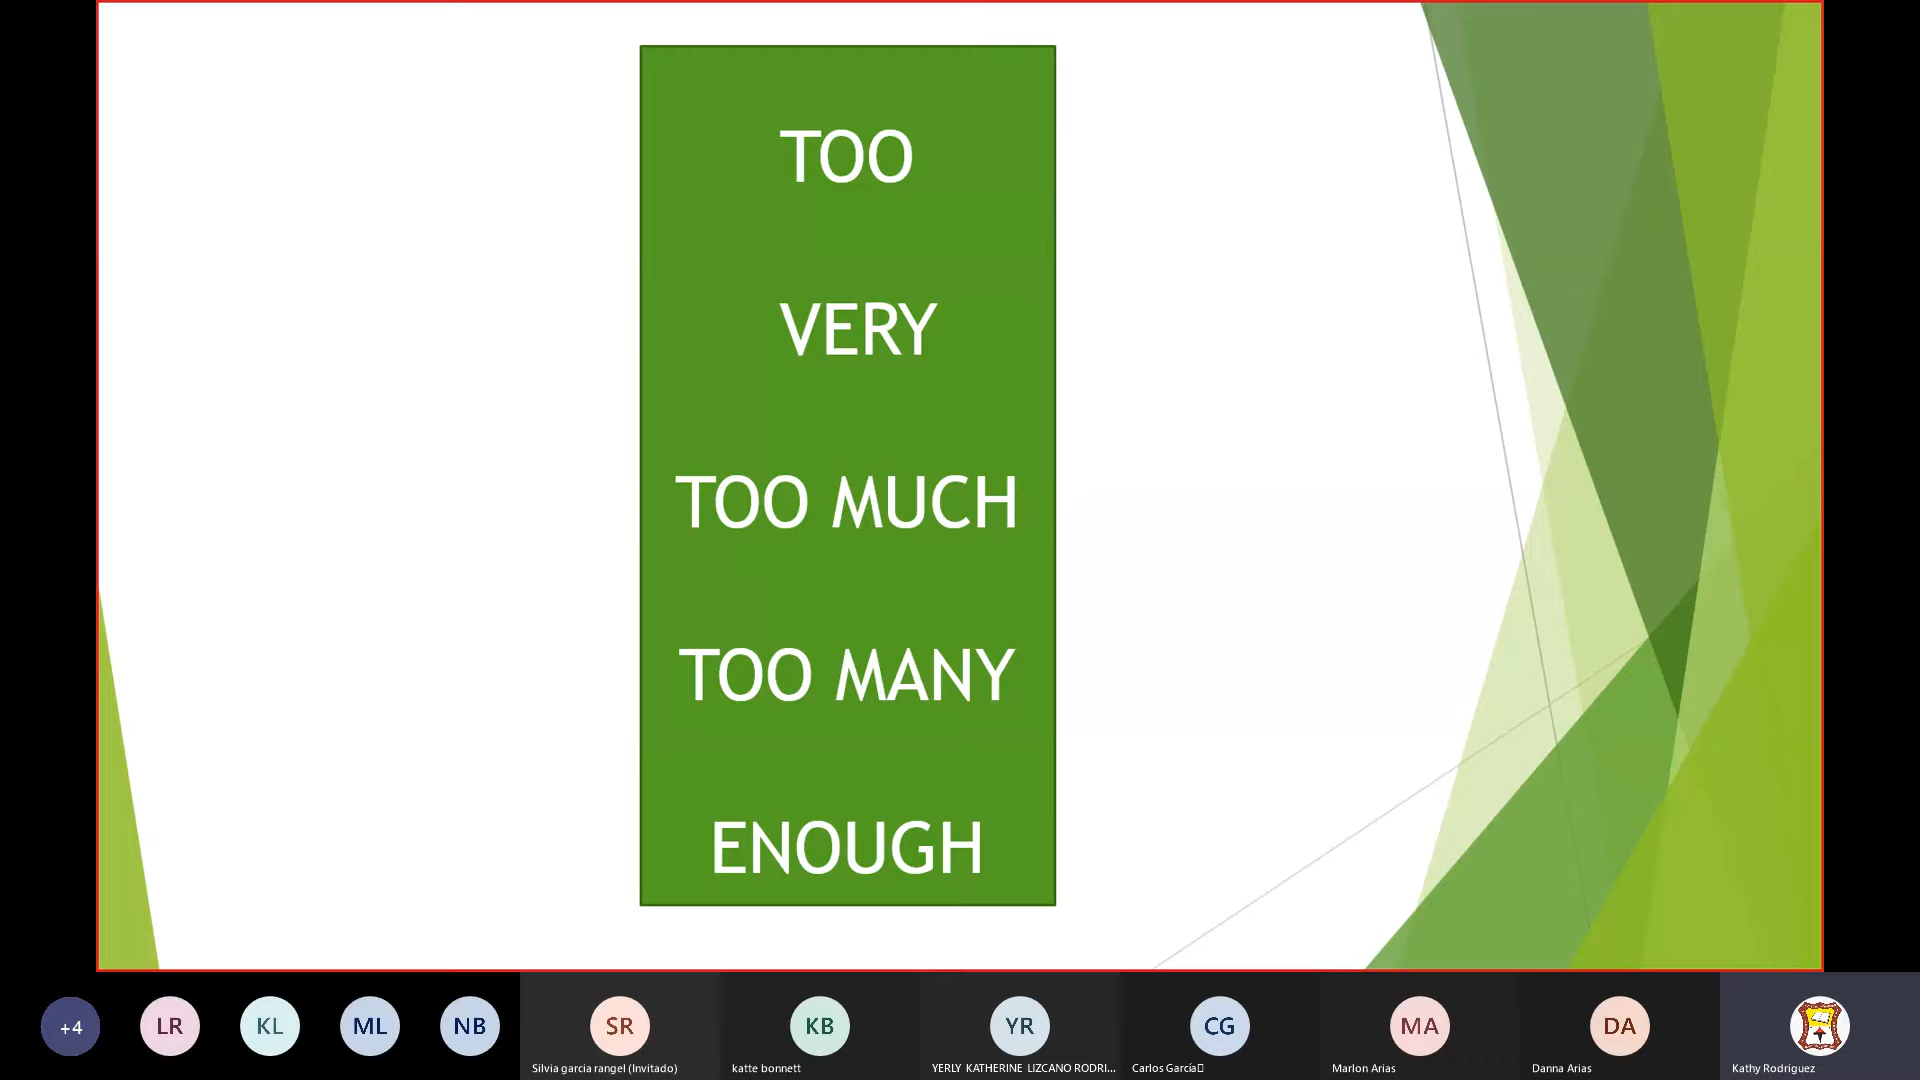 TOO
VERY
TOO MUCH
TOO MANY
ENOUGH
+4
LR
KL
ML
NB
SR
KB
YR
CG
MA
DA
Silvia garcia rangel (Invitado)
katte bonnett
YERLY KATHERINE LIZCANO RODRI...
Carlos García
Marlon Arias
Danna Arias
Kathy Rodriguez